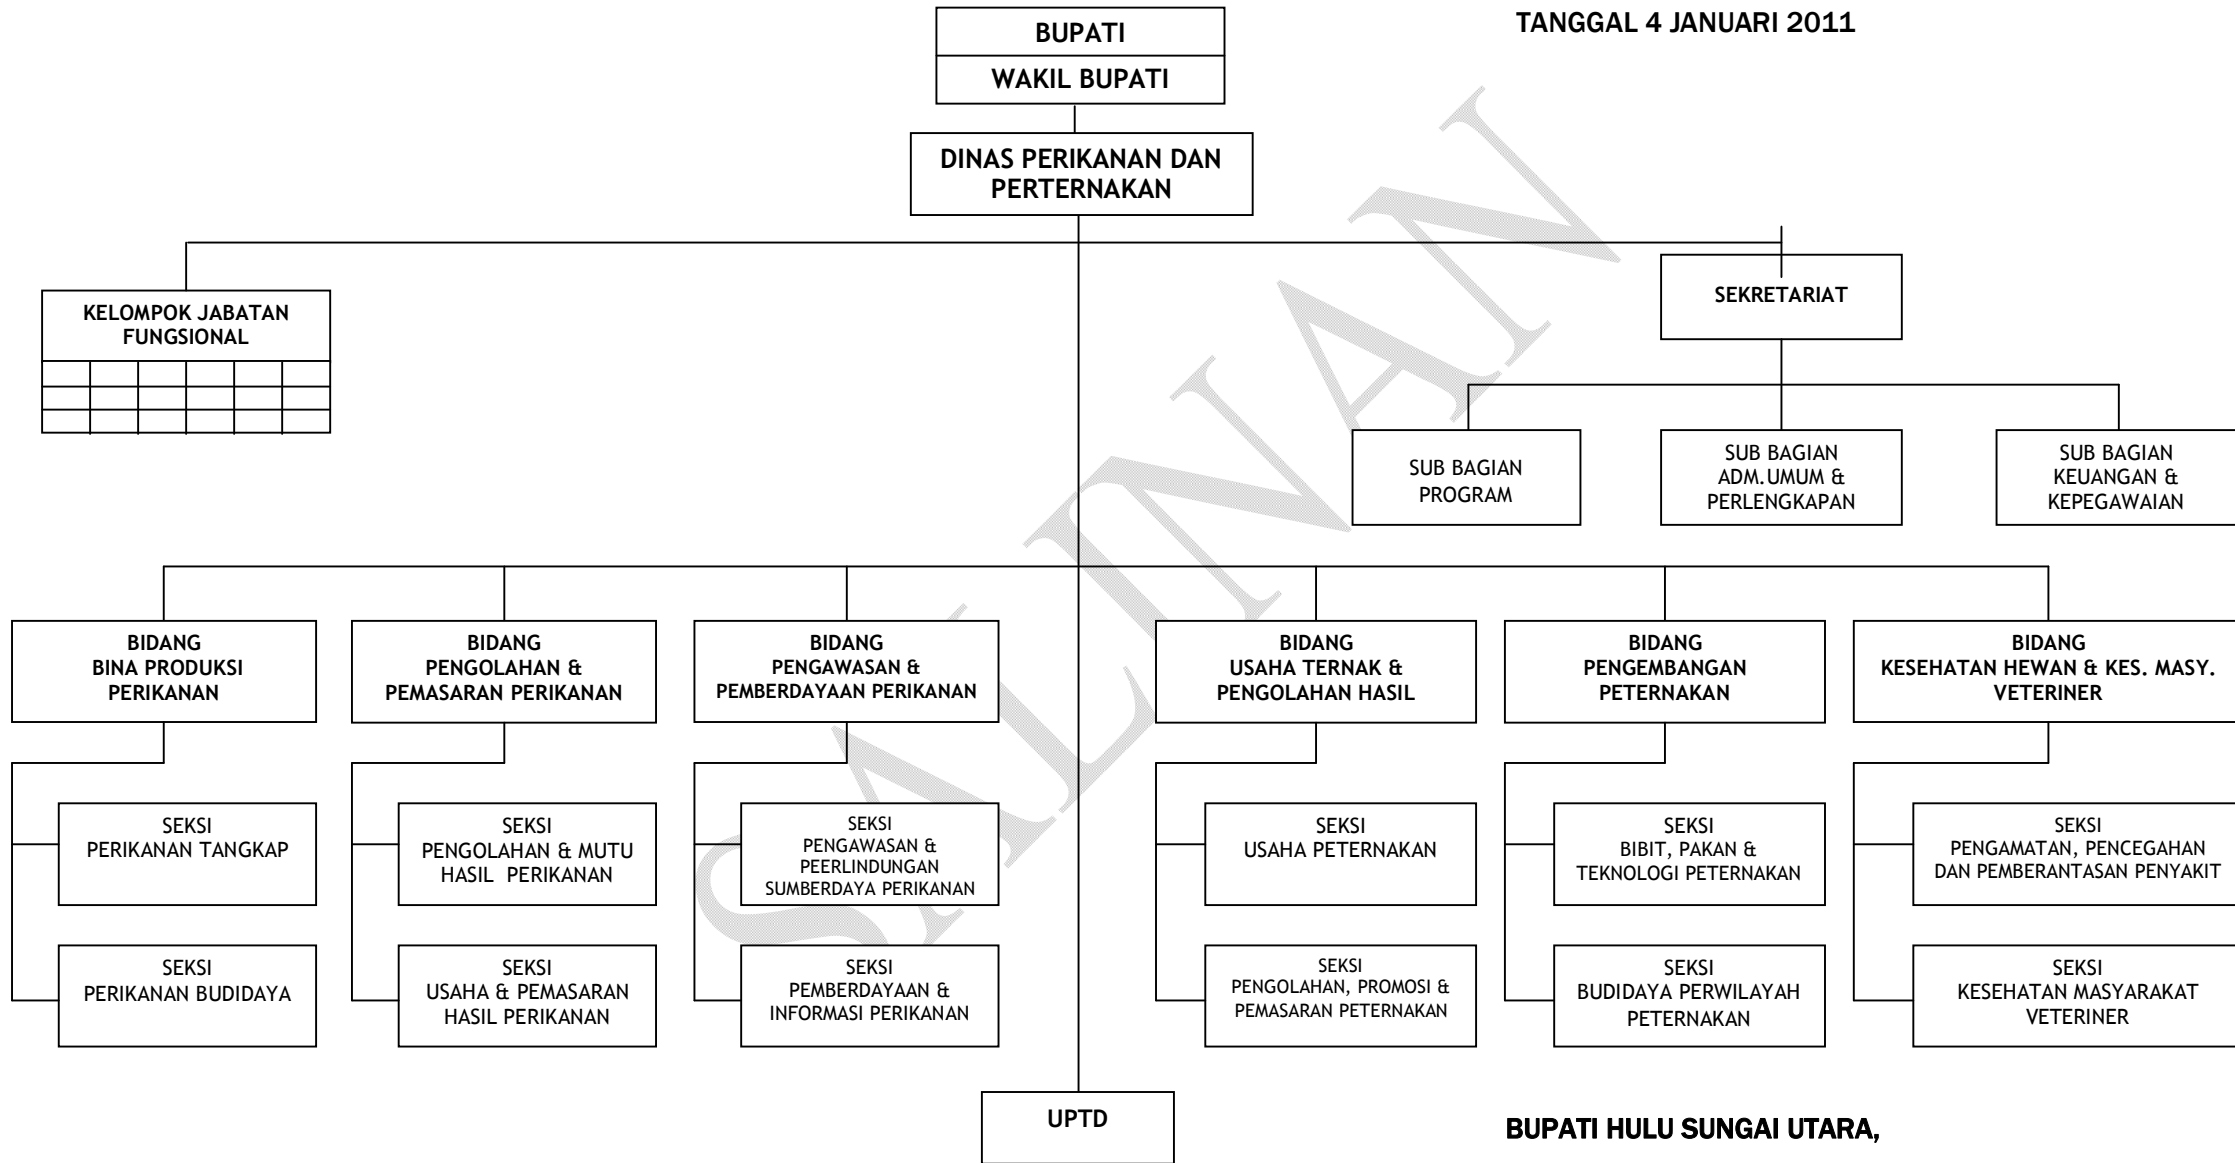 TANGGAL 4 JANUARI 2011
BUPATI
WAKIL BUPATI
DINAS PERIKANAN DAN
PERTERNAKAN
KELOMPOK JABATAN
FUNGSIONAL
SEKRETARIAT
SUB BAGIAN
PROGRAM
SUB BAGIAN
ADM.UMUM &
PERLENGKAPAN
SUB BAGIAN
KEUANGAN &
KEPEGAWAIAN
BIDANG
BINA PRODUKSI
PERIKANAN
BIDANG
PENGOLAHAN &
PEMASARAN PERIKANAN
BIDANG
PENGAWASAN &
PEMBERDAYAAN PERIKANAN
BIDANG
USAHA TERNAK &
PENGOLAHAN HASIL
BIDANG
PENGEMBANGAN
PETERNAKAN
BIDANG
KESEHATAN HEWAN & KES. MASY.
VETERINER
SEKSI
PERIKANAN TANGKAP
SEKSI
PENGOLAHAN & MUTU
HASIL PERIKANAN
SEKSI
PENGAWASAN &
PEERLINDUNGAN
SUMBERDAYA PERIKANAN
SEKSI
USAHA PETERNAKAN
SEKSI
BIBIT, PAKAN &
TEKNOLOGI PETERNAKAN
SEKSI
PENGAMATAN, PENCEGAHAN
DAN PEMBERANTASAN PENYAKIT
SEKSI
PERIKANAN BUDIDAYA
SEKSI
USAHA & PEMASARAN
HASIL PERIKANAN
SEKSI
PEMBERDAYAAN &
INFORMASI PERIKANAN
SEKSI
PENGOLAHAN, PROMOSI &
PEMASARAN PETERNAKAN
SEKSI
BUDIDAYA PERWILAYAH
PETERNAKAN
SEKSI
KESEHATAN MASYARAKAT
VETERINER
UPTD
BUPATI HULU SUNGAI UTARA,
SALINAN